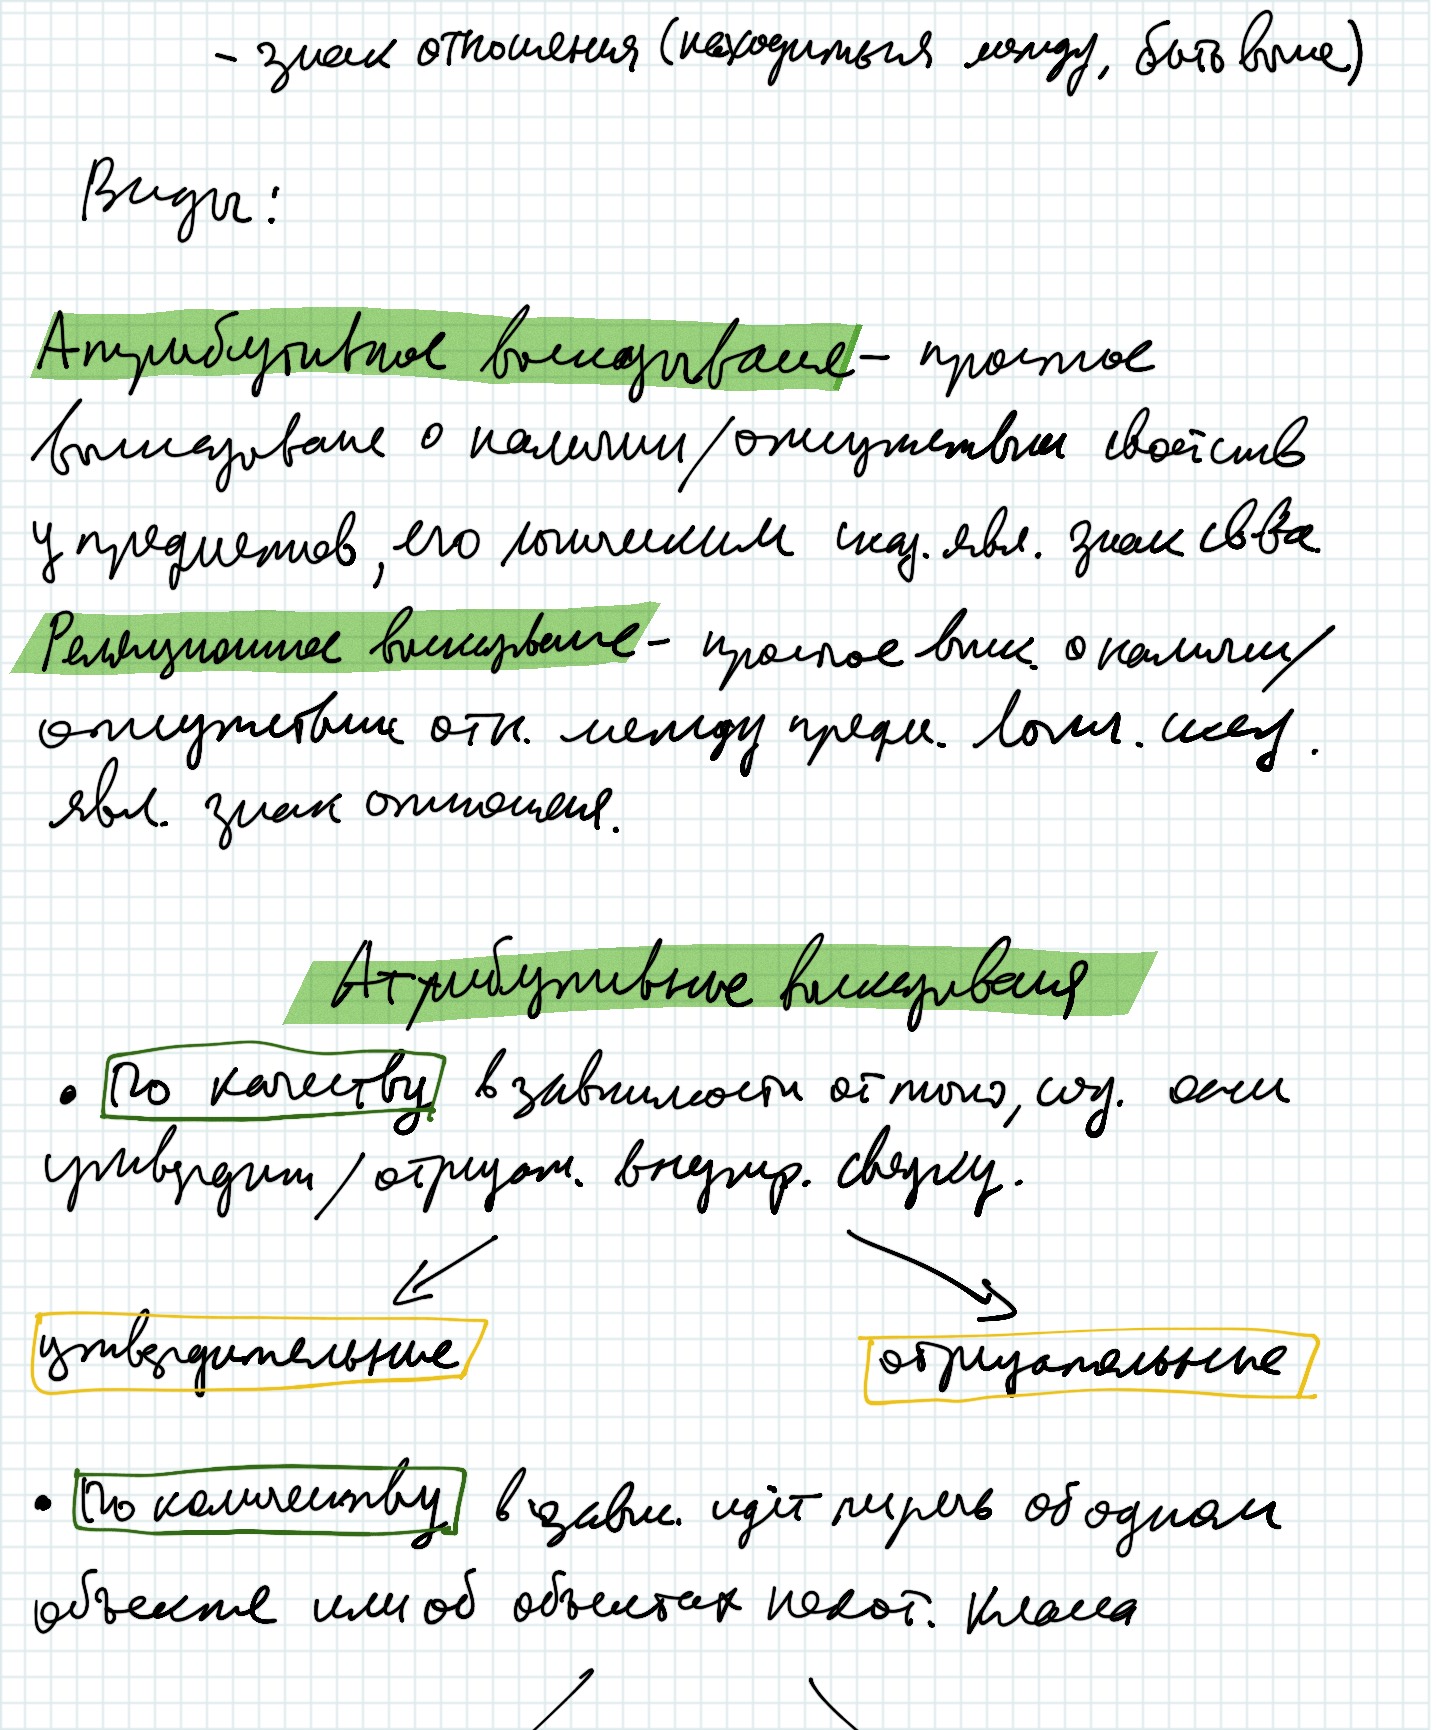 - знак отношения (находиться между, быть выше)
Виды:
Атрибутивное высказывание - простое
высказывание о наличии/отсутствии свойств
у предметов, его логическим сказ. явл. знак св-ва
Реляционное высказывание - простое выск. о наличии/
отсутствии отн. между предм. Логич. сказ.
явл. знак отношения.
Атрибутивные высказывания
• По качеству в зависимости от того,
утвердит/отрицат. внутр. связку.
утвердительные отрицательные
• По количеству в завис. идёт ли речь об одном
объекте или об объектах некот. класса